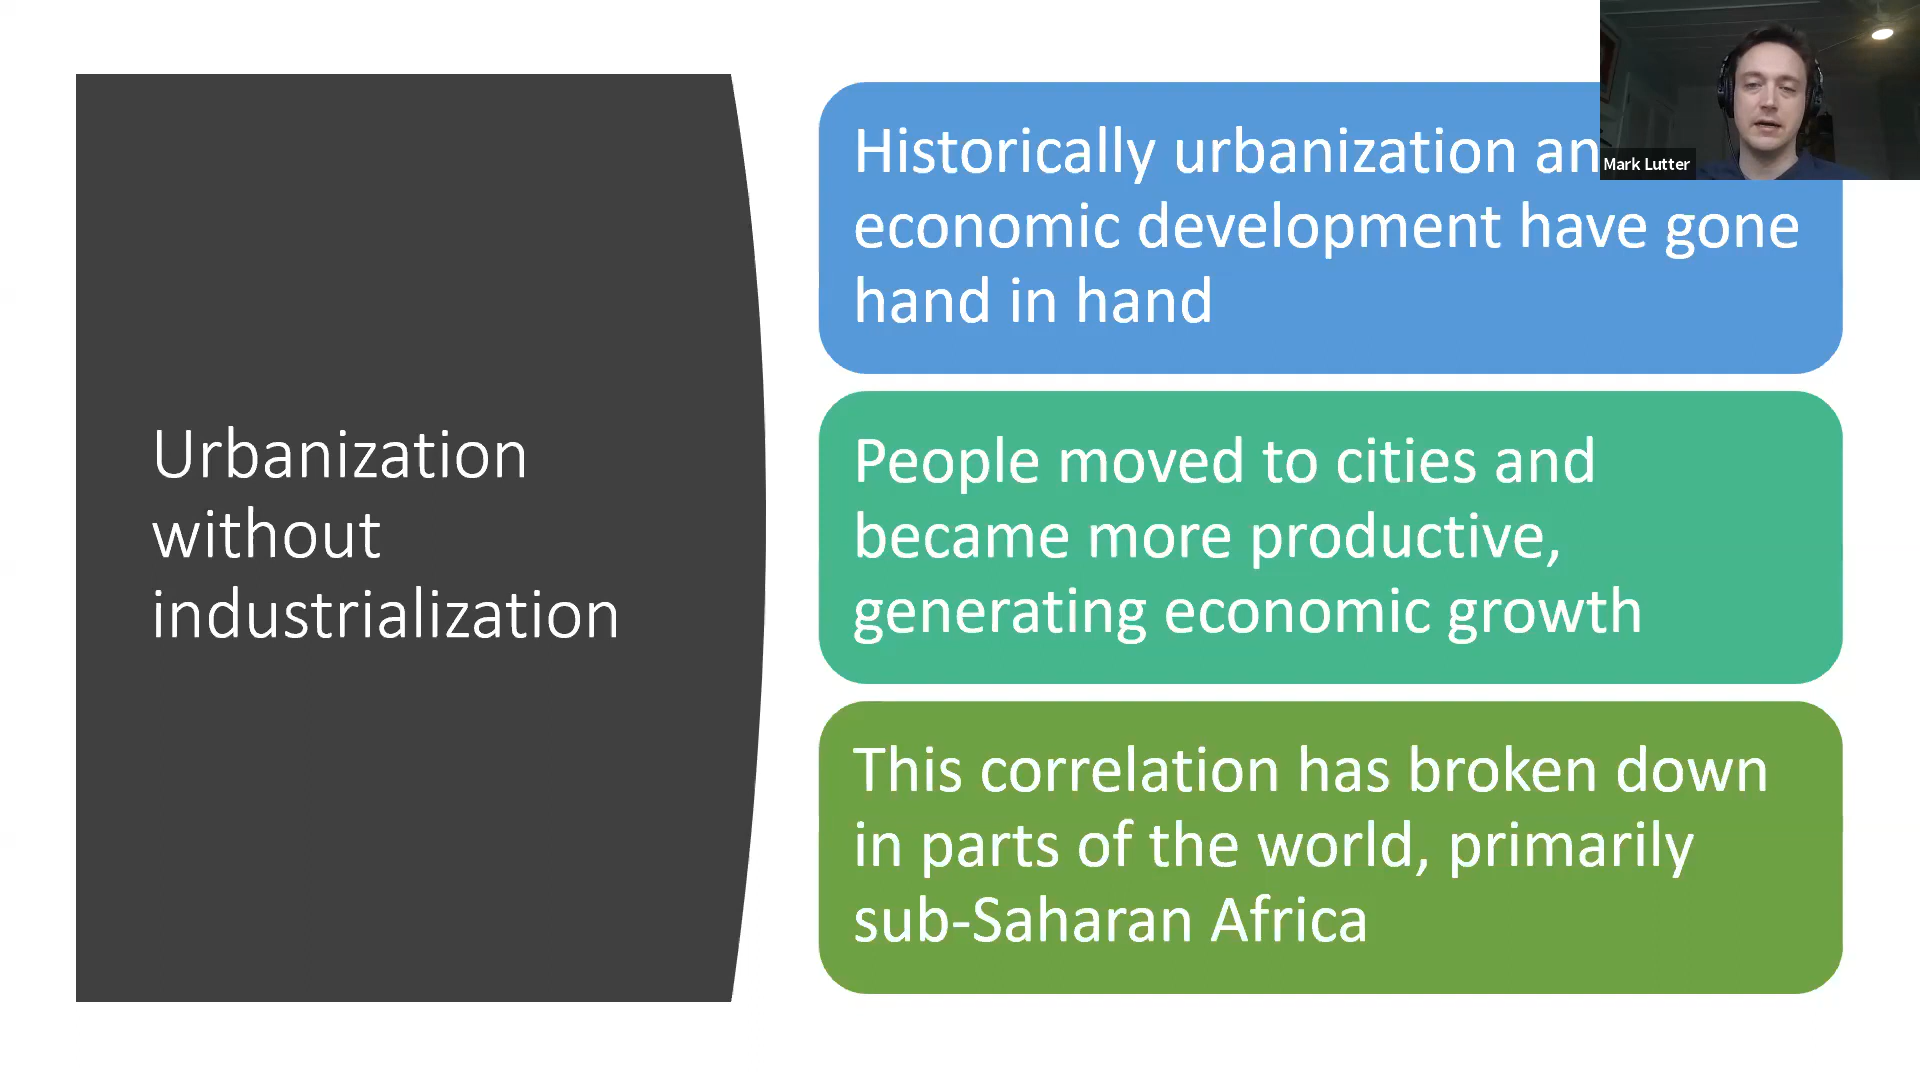 Urbanization
without
industrialization
Historically urbanization an
economic development have gone
hand in hand
People moved to cities and
became more productive,
generating economic growth
This correlation has broken down
in parts of the world, primarily
sub-Saharan Africa
Mark Lutter